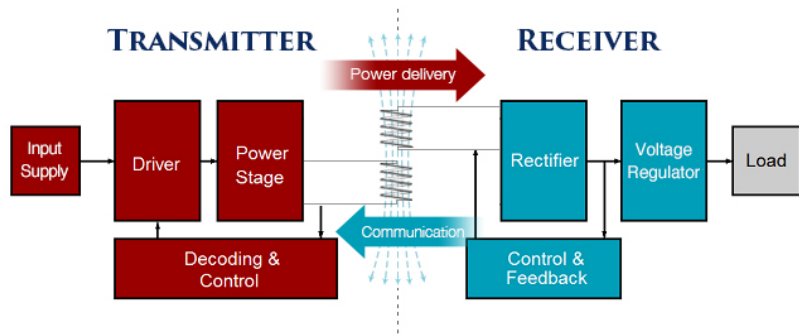 TRANSMITTER
RECEIVER
Power delivery
Input
Supply
Driver
Power
Stage
Rectifier
Voltage
Regulator
Load
Communication
Decoding &
Control
Control &
Feedback